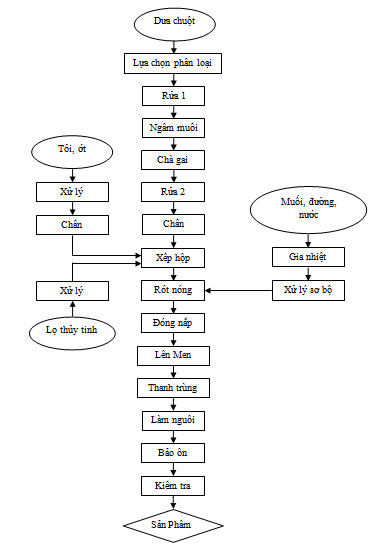 Dưa chuột
Lựa chọn phân loại
Rửa 1
Ngâm muối
Chà gai
Rửa 2
Chần
Tỏi, ớt
Xử lý
Chần
Xếp hộp
Xử lý
Lọ thủy tinh
Muối, đường,
nước
Gia nhiệt
Xử lý sơ bộ
Rót nóng
Đóng nắp
Lên Men
Thanh trùng
Làm nguội
Bảo ôn
Kiểm tra
Sản Phẩm